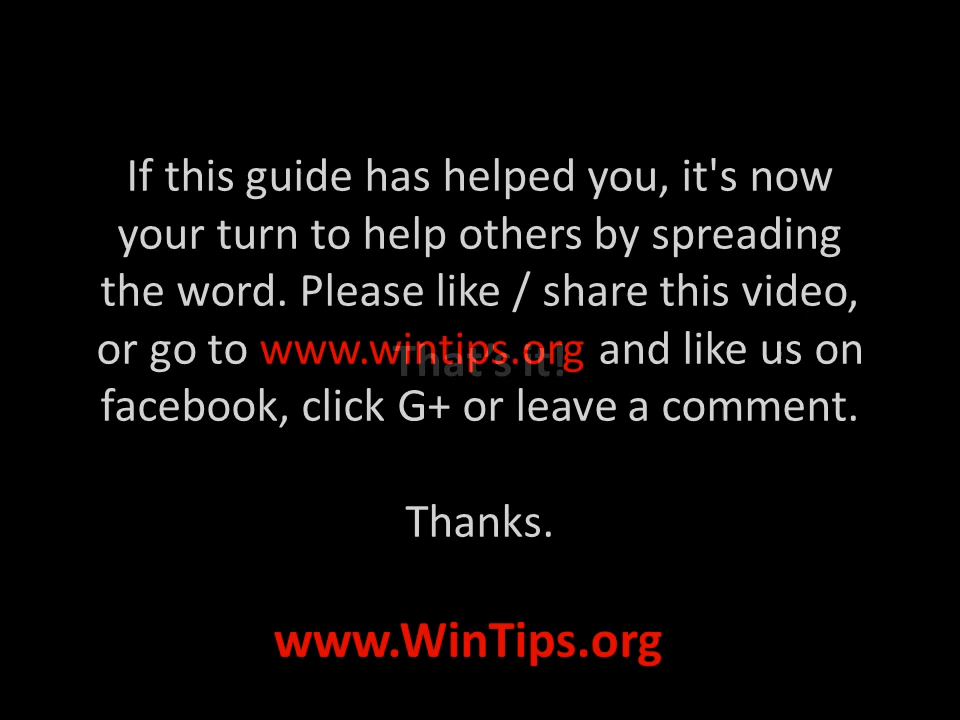 If this guide has helped you, it's now
your turn to help others by spreading
the word. Please like / share this video,
or go to www.wintips.org and like us on
That's it!
facebook, click G+ or leave a comment.
Thanks.
www.WinTips.org